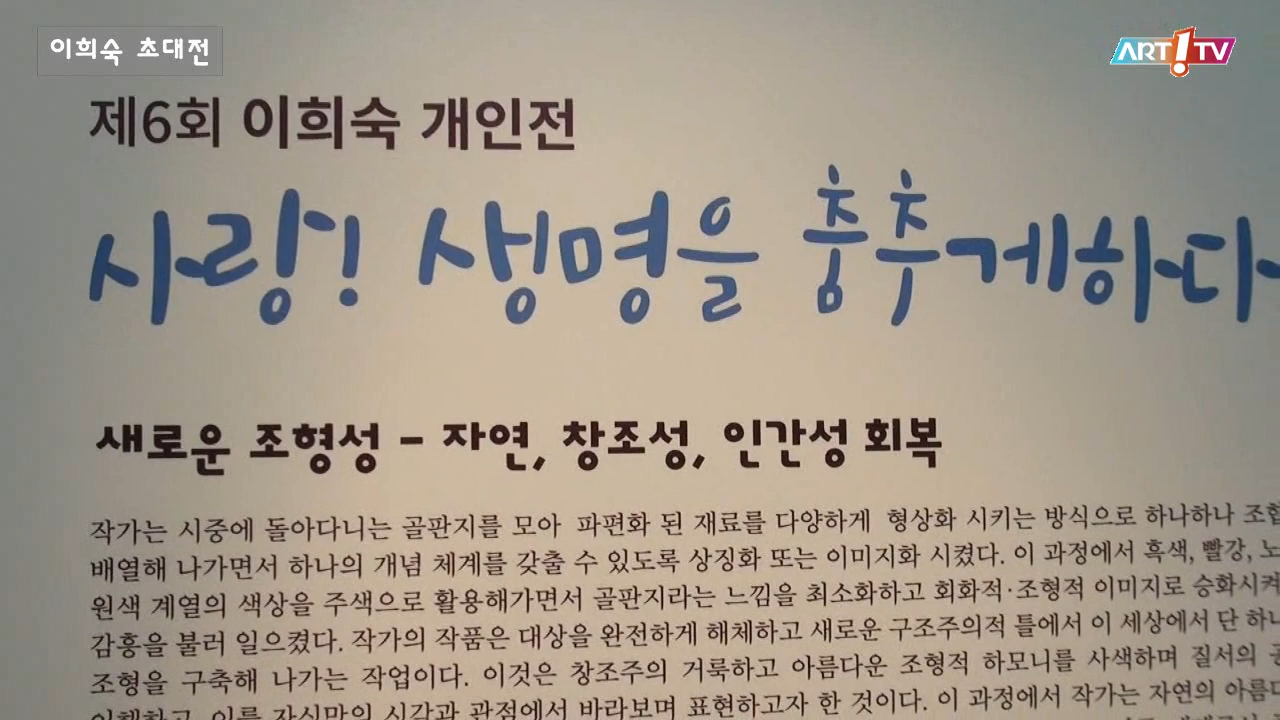 이희숙 초대전
ART!TV
제6회 이희숙 개인전
사랑! 생명을 춤추게하다
새로운 조형성 - 자연, 창조성, 인간성 회복
작가는 시중에 돌아다니는 골판지를 모아 파편화 된 재료를 다양하게 형상화 시키는 방식으로 하나하나 조합
배열해 나가면서 하나의 개념 체계를 갖출 수 있도록 상징화 또는 이미지화 시켰다. 이 과정에서 흑색, 빨강, 노
원색 계열의 색상을 주색으로 활용해가면서 골판지라는 느낌을 최소화하고 회화적·조형적 이미지로 승화시켜
감흥을 불러 일으켰다. 작가의 작품은 대상을 완전하게 해체하고 새로운 구조주의적 틀에서 이 세상에서 단 하나
조형을 구축해 나가는 작업이다. 이것은 창조주의 거룩하고 아름다운 조형적 하모니를 사색하며 질서의
이해하고, 이를 자신만의 시각과 관점에서 바라보며 표현하고자 한 것이다. 이 과정에서 작가는 자연의 아름다